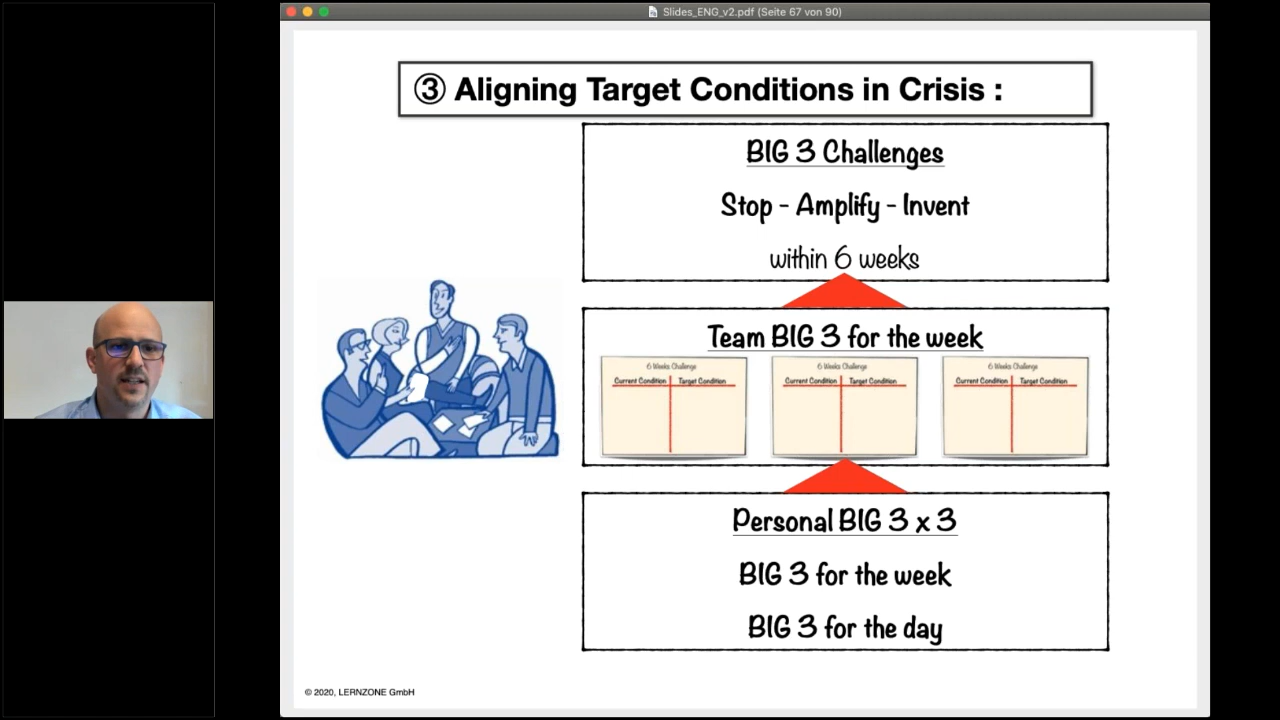 Slides_ENG_v2.pdf (Seite 67 von 90)
③ Aligning Target Conditions in Crisis :
BIG 3 Challenges
Stop - Amplify - Invent
within 6 weeks
Team BIG 3 for the week
6 Weeks Challenge
Current Condition Target Condition
6 Weeks Challenge
Current Condition Target Condition
6 Weeks Challenge
Current Condition Target Condition
Personal BIG 3 x 3
BIG 3 for the week
BIG 3 for the day
© 2020, LERNZONE GmbH